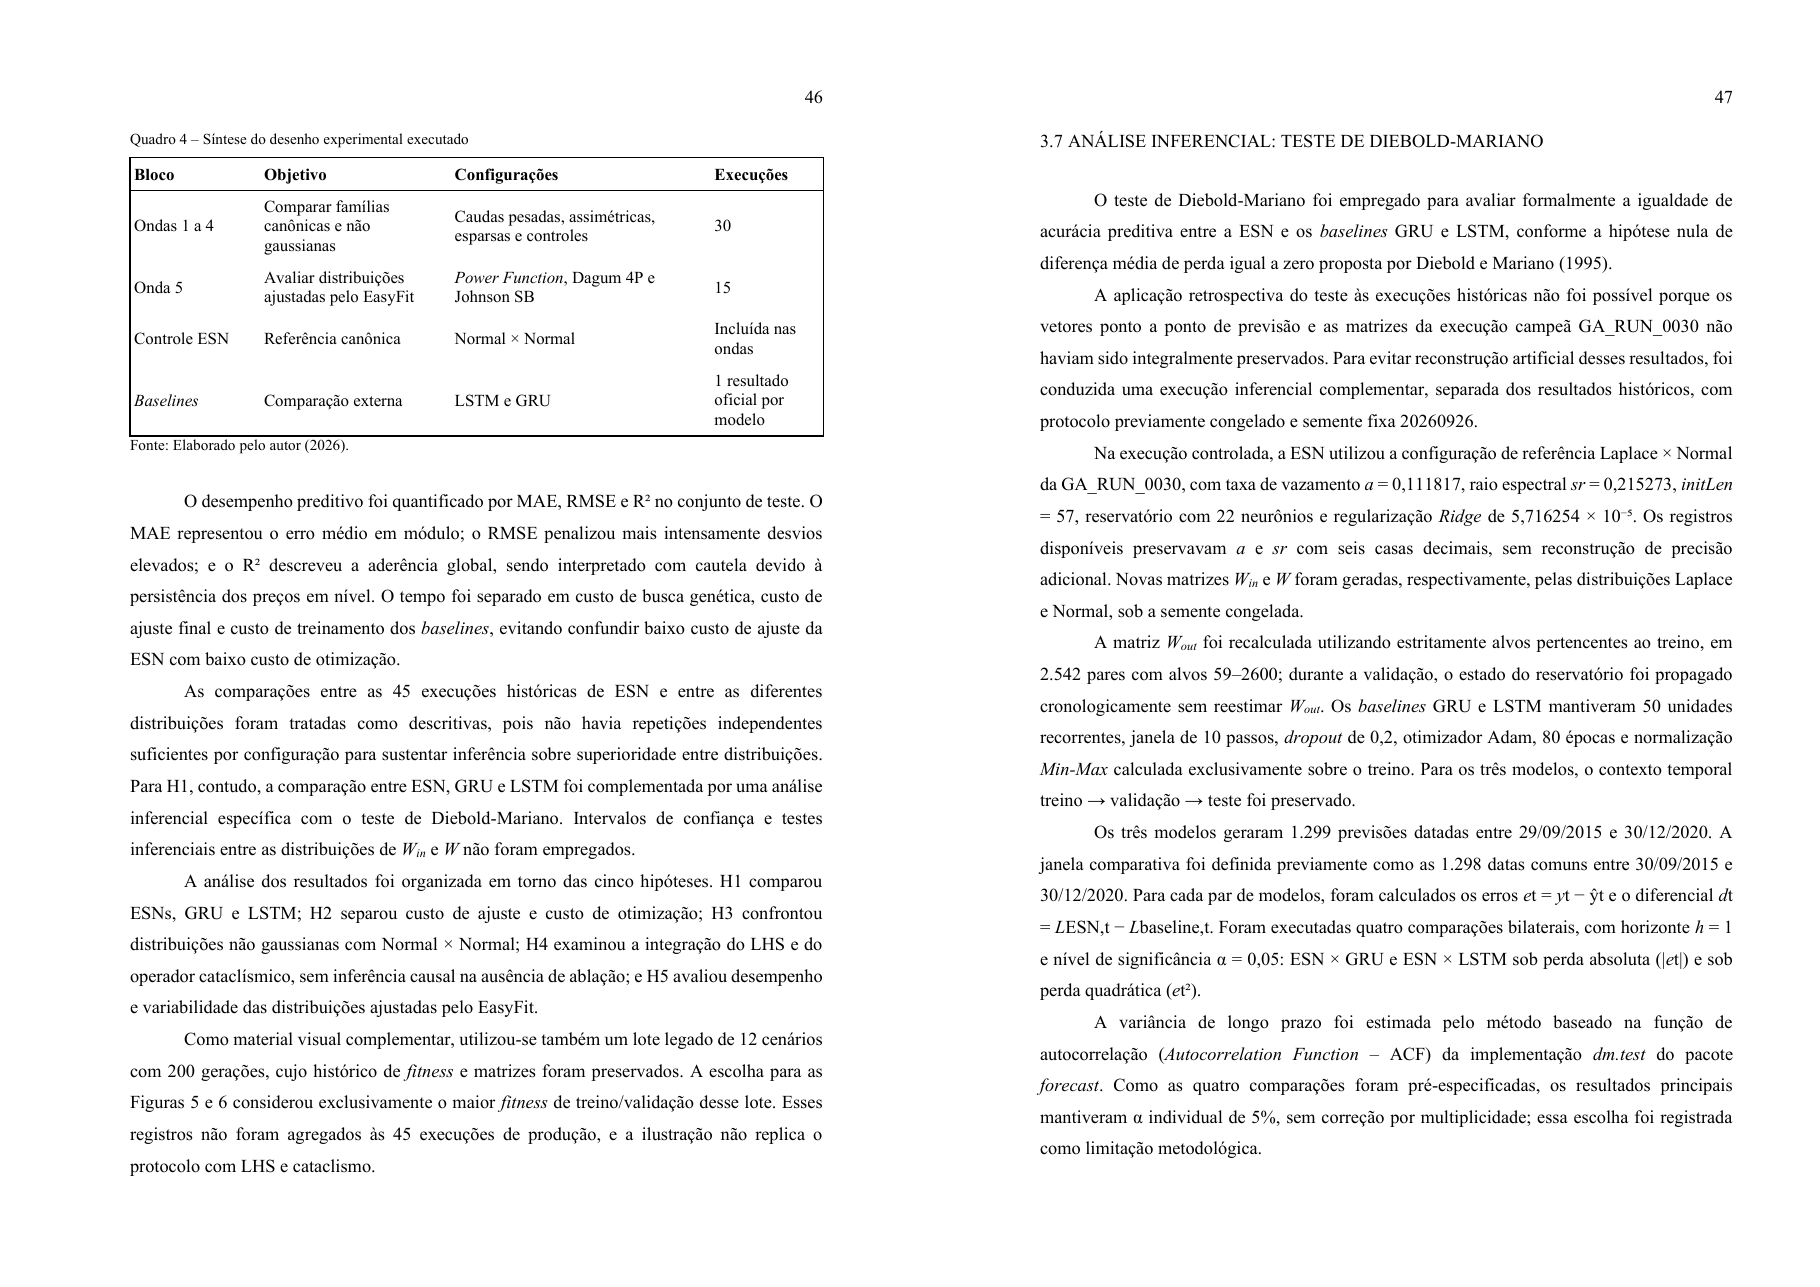 46
Quadro 4 – Síntese do desenho experimental executado
Bloco Objetivo Configurações Execuções
Ondas 1 a 4 Comparar famílias canônicas e não gaussianas Caudas pesadas, assimétricas, esparsas e controles 30
Onda 5 Avaliar distribuições ajustadas pelo EasyFit Power Function, Dagum 4P e Johnson SB 15
Controle ESN Referência canônica Normal × Normal Incluída nas ondas
Baselines Comparação externa LSTM e GRU 1 resultado oficial por modelo
Fonte: Elaborado pelo autor (2026).
O desempenho preditivo foi quantificado por MAE, RMSE e R² no conjunto de teste. O
MAE representou o erro médio em módulo; o RMSE penalizou mais intensamente desvios
elevados; e o R² descreveu a aderência global, sendo interpretado com cautela devido à
persistência dos preços em nível. O tempo foi separado em custo de busca genética, custo de
ajuste final e custo de treinamento dos baselines, evitando confundir baixo custo de ajuste da
ESN com baixo custo de otimização.
As comparações entre as 45 execuções históricas de ESN e entre as diferentes
distribuições foram tratadas como descritivas, pois não havia repetições independentes
suficientes por configuração para sustentar inferência sobre superioridade entre distribuições.
Para H1, contudo, a comparação entre ESN, GRU e LSTM foi complementada por uma análise
inferencial específica com o teste de Diebold-Mariano. Intervalos de confiança e testes
inferenciais entre as distribuições de Win e W não foram empregados.
A análise dos resultados foi organizada em torno das cinco hipóteses. H1 comparou
ESNs, GRU e LSTM; H2 separou custo de ajuste e custo de otimização; H3 confrontou
distribuições não gaussianas com Normal × Normal; H4 examinou a integração do LHS e do
operador cataclísmico, sem inferência causal na ausência de ablação; e H5 avaliou desempenho
e variabilidade das distribuições ajustadas pelo EasyFit.
Como material visual complementar, utilizou-se também um lote legado de 12 cenários
com 200 gerações, cujo histórico de fitness e matrizes foram preservados. A escolha para as
Figuras 5 e 6 considerou exclusivamente o maior fitness de treino/validação desse lote. Esses
registros não foram agregados às 45 execuções de produção, e a ilustração não replica o
protocolo com LHS e cataclismo.
47
3.7 ANÁLISE INFERENCIAL: TESTE DE DIEBOLD-MARIANO
O teste de Diebold-Mariano foi empregado para avaliar formalmente a igualdade de
acurácia preditiva entre a ESN e os baselines GRU e LSTM, conforme a hipótese nula de
diferença média de perda igual a zero proposta por Diebold e Mariano (1995).
A aplicação retrospectiva do teste às execuções históricas não foi possível porque os
vetores ponto a ponto de previsão e as matrizes da execução campeã GA_RUN_0030 não
haviam sido integralmente preservados. Para evitar reconstrução artificial desses resultados, foi
conduzida uma execução inferencial complementar, separada dos resultados históricos, com
protocolo previamente congelado e semente fixa 20260926.
Na execução controlada, a ESN utilizou a configuração de referência Laplace × Normal
da GA_RUN_0030, com taxa de vazamento a = 0,111817, raio espectral sr = 0,215273, initLen
= 57, reservatório com 22 neurônios e regularização Ridge de 5,716254 × 10⁻⁵. Os registros
disponíveis preservavam a e sr com seis casas decimais, sem reconstrução de precisão
adicional. Novas matrizes Win e W foram geradas, respectivamente, pelas distribuições Laplace
e Normal, sob a semente congelada.
A matriz Wout foi recalculada utilizando estritamente alvos pertencentes ao treino, em
2.542 pares com alvos 59–2600; durante a validação, o estado do reservatório foi propagado
cronologicamente sem reestimar Wout. Os baselines GRU e LSTM mantiveram 50 unidades
recorrentes, janela de 10 passos, dropout de 0,2, otimizador Adam, 80 épocas e normalização
Min-Max calculada exclusivamente sobre o treino. Para os três modelos, o contexto temporal
treino → validação → teste foi preservado.
Os três modelos geraram 1.299 previsões datadas entre 29/09/2015 e 30/12/2020. A
janela comparativa foi definida previamente como as 1.298 datas comuns entre 30/09/2015 e
30/12/2020. Para cada par de modelos, foram calculados os erros et = yt − ŷt e o diferencial dt
= LESN,t − Lbaseline,t. Foram executadas quatro comparações bilaterais, com horizonte h = 1
e nível de significância α = 0,05: ESN × GRU e ESN × LSTM sob perda absoluta (|et|) e sob
perda quadrática (et²).
A variância de longo prazo foi estimada pelo método baseado na função de
autocorrelação (Autocorrelation Function – ACF) da implementação dm.test do pacote
forecast. Como as quatro comparações foram pré-especificadas, os resultados principais
mantiveram α individual de 5%, sem correção por multiplicidade; essa escolha foi registrada
como limitação metodológica.